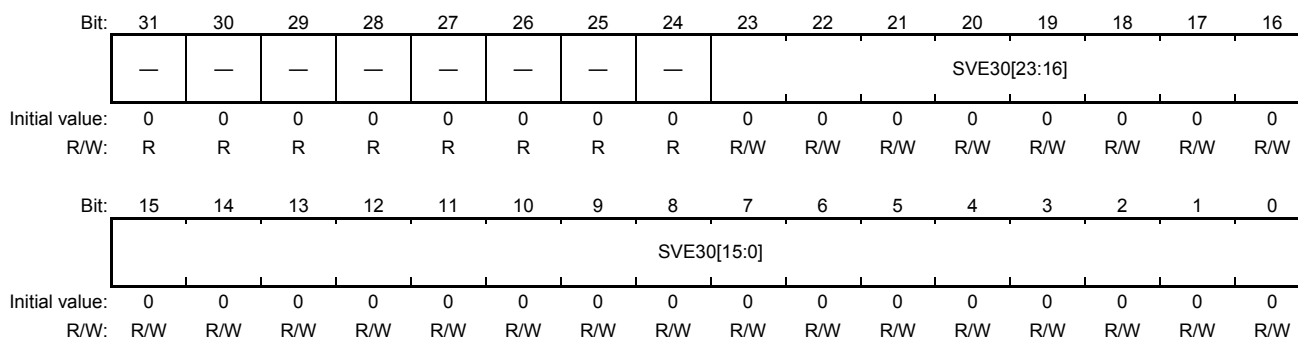 Bit: 31 30 29 28 27 26 25 24 23 22 21 20 19 18 17 16
— — — — — — — — SVE30[23:16]
Initial value: 0 0 0 0 0 0 0 0 0 0 0 0 0 0 0 0
R/W: R R R R R R R R R/W R/W R/W R/W R/W R/W R/W R/W
Bit: 15 14 13 12 11 10 9 8 7 6 5 4 3 2 1 0
SVE30[15:0]
Initial value: 0 0 0 0 0 0 0 0 0 0 0 0 0 0 0 0
R/W: R/W R/W R/W R/W R/W R/W R/W R/W R/W R/W R/W R/W R/W R/W R/W R/W